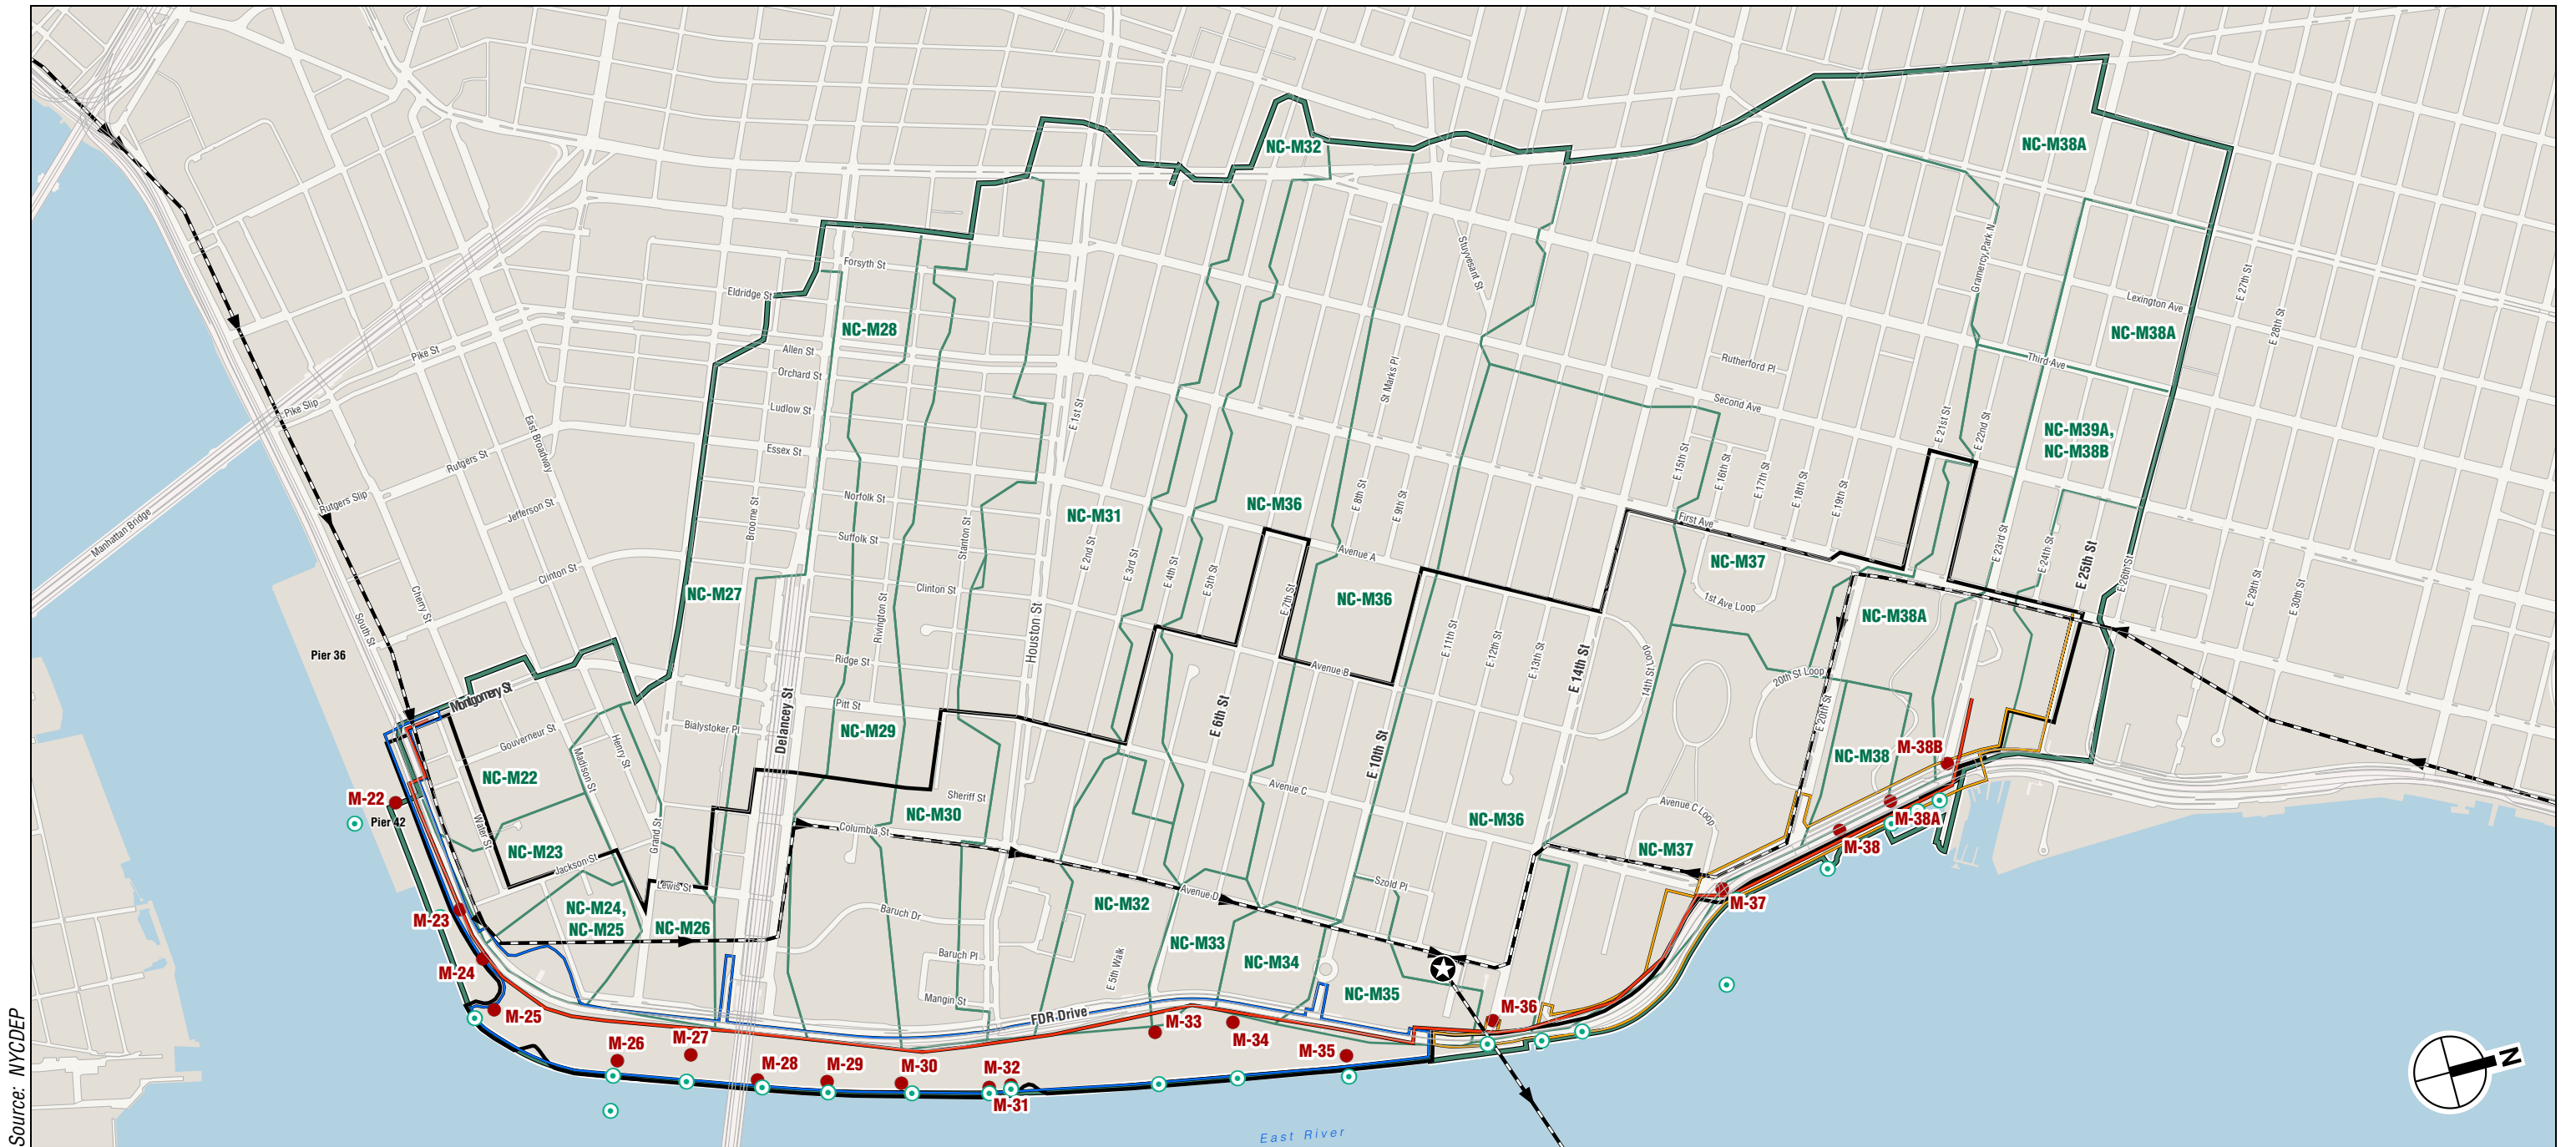 NC-M32
NC-M38A
Forsyth St
Eldridge St
NC-M28
Allen St
Orchard St
Ludlow St
Essex St
Norfolk St
Suffolk St
Clinton St
Ridge St
Pitt St
Broome St
Rivington St
Stanton St
Houston St
Stuyvesant St
St Marks Pl
Gramercy Park N
Lexington Ave
E 27th St
E 28th St
NC-M38A
Third Ave
Rutherford Pl
Second Ave
E 21st St
E 22nd St
NC-M39A,
NC-M38B
Pike St
Pike Slip
East Broadway
Rutgers St
Rutgers Slip
Jefferson St
Manhattan Bridge
Clinton St
Cherry St
South St
Pier 36
NC-M27
E 1st St
NC-M31
E 2nd St
E 3rd St
E 4th St
E 5th St
NC-M36
E 7th St
E 8th St
E 9th St
Avenue A
NC-M36
Avenue B
E 6th St
E 10th St
E 11th St
E 12th St
E 13th St
E 14th St
14th St Loop
E 15th St
E 16th St
E 17th St
E 18th St
E 19th St
First Ave
NC-M37
1st Ave Loop
20th St Loop
E 20th St
NC-M38A
E 23rd St
E 24th St
E 25th St
E 26th St
E 29th St
E 30th St
Montgomery St
Gouverneur St
Madison St
Henry St
Bialystoker Pl
Delancey St
NC-M22
M-22
Pier 42
Water St
NC-M23
Jackson St
Grand St
Lewis St
NC-M24,
NC-M25
NC-M26
NC-M29
NC-M30
Sheriff St
Columbia St
Baruch Dr
Baruch Pl
Mangin St
FDR Drive
E 5th Walk
NC-M32
NC-M33
NC-M34
NC-M35
Avenue C
Avenue D
Szold Pl
NC-M36
Avenue C Loop
NC-M37
NC-M38
M-38B
M-38A
M-38
M-37
M-36
M-23
M-24
M-25
M-26
M-27
M-28
M-29
M-30
M-32
M-31
M-33
M-34
M-35
East River
N
Source: NYCDEP